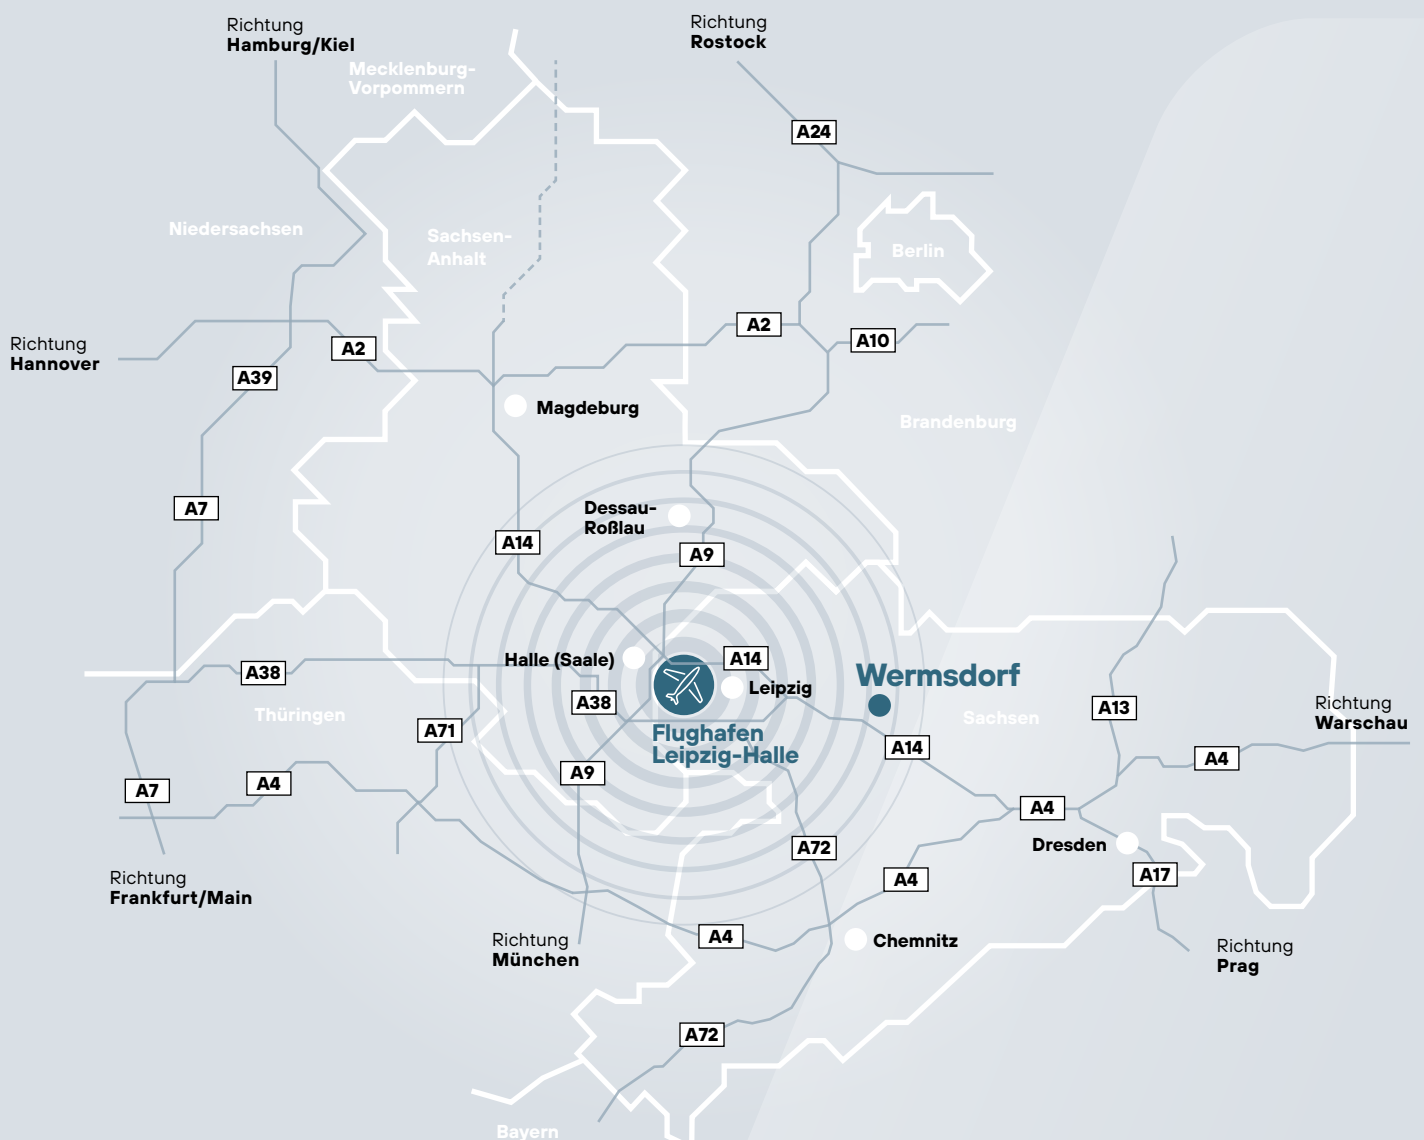 Richtung
Hamburg/Kiel
Richtung
Rostock
Mecklenburg-
Vorpommern
A24
Niedersachsen
Sachsen-
Anhalt
Berlin
Richtung
Hannover
A2
A2
A10
A39
Magdeburg
Brandenburg
A7
Dessau-
Roßlau
A14
A9
Halle (Saale)
A14
A38
Leipzig
Wermsdorf
A38
Thüringen
Sachsen
A13
Richtung
Warschau
A71
Flughafen
Leipzig-Halle
A14
A4
A9
A7
A4
A4
A72
Dresden
A17
A4
Richtung
Frankfurt/Main
A4
Richtung
München
Chemnitz
Richtung
Prag
A72
Bayern